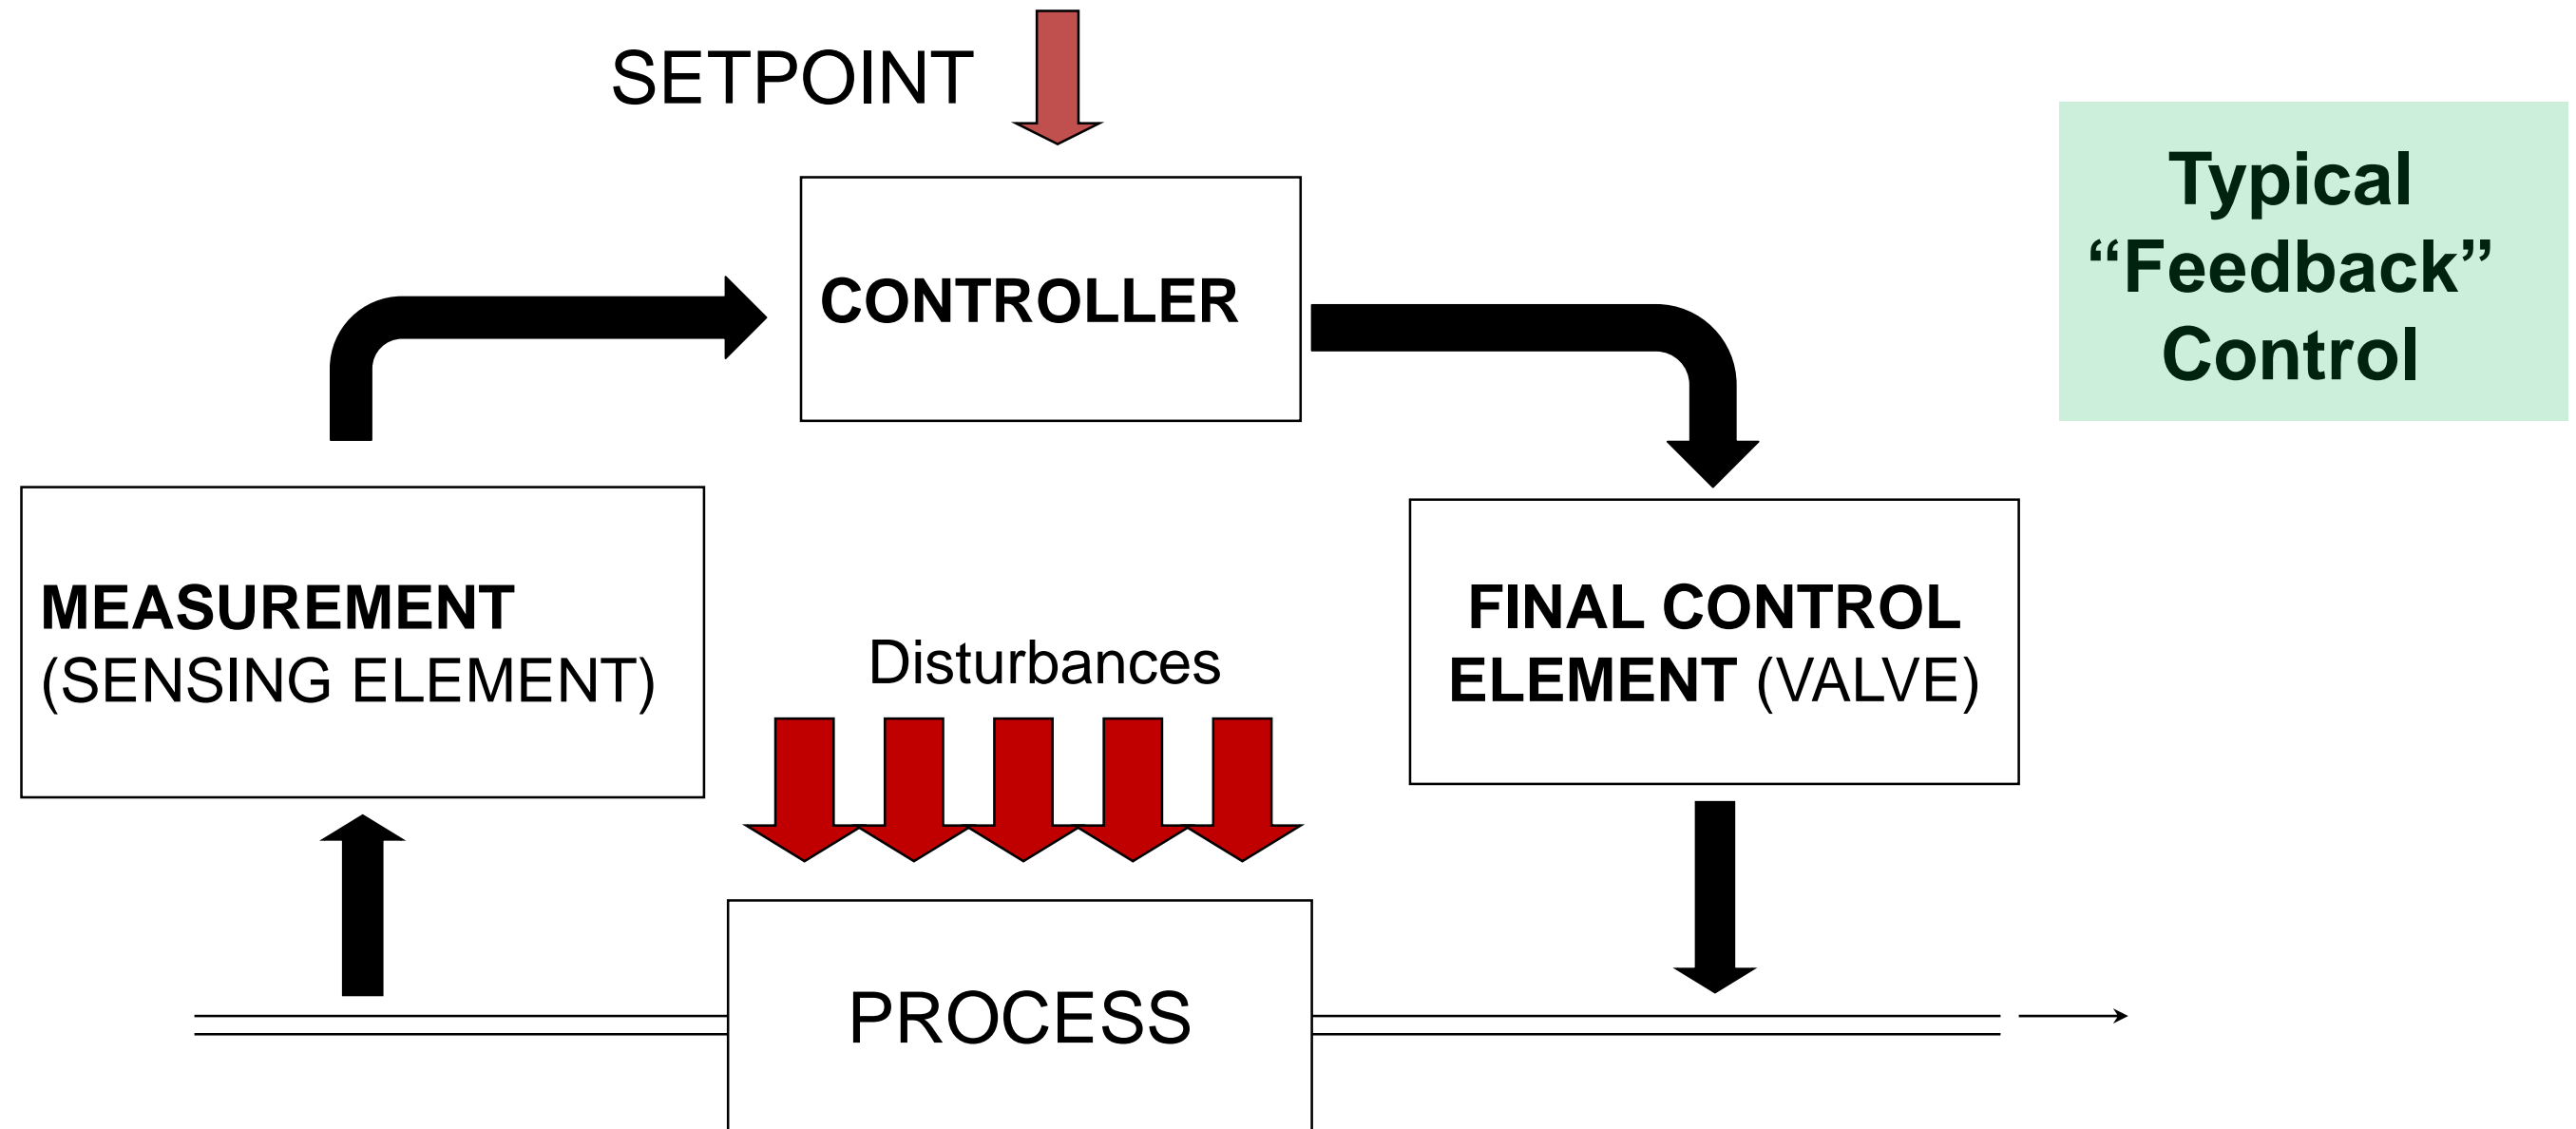 SETPOINT
Typical
“Feedback”
Control
CONTROLLER
MEASUREMENT
(SENSING ELEMENT)
FINAL CONTROL
ELEMENT (VALVE)
Disturbances
PROCESS